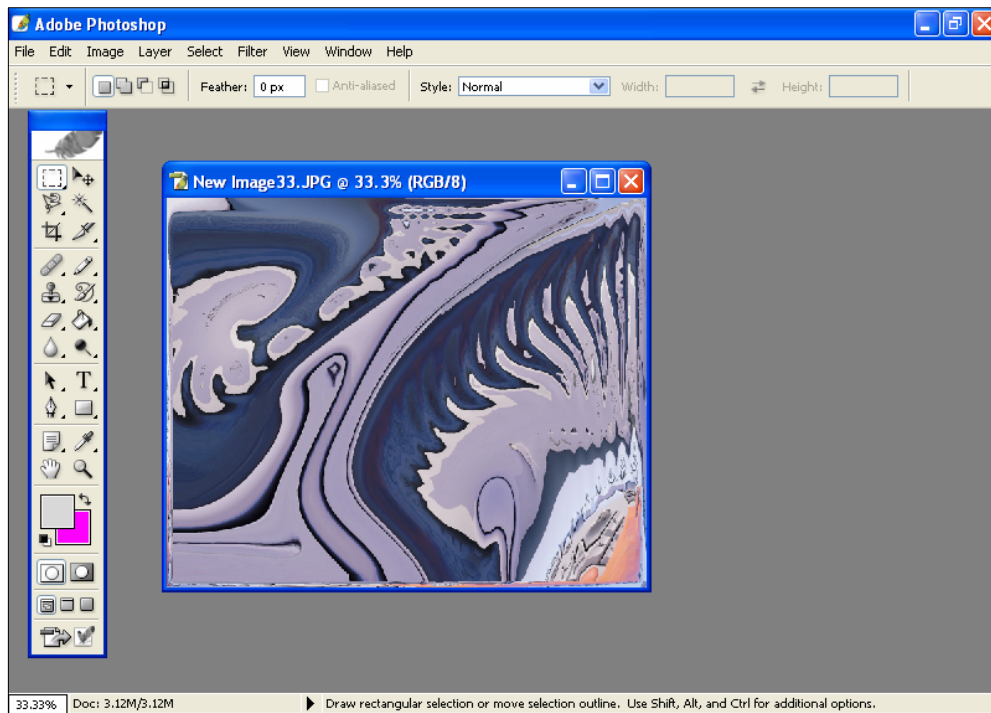 Adobe Photoshop
File Edit Image Layer Select Filter View Window Help
Feather: 0 px Anti-aliased Style: Normal Width: Height:
New Image33.JPG @ 33.3% (RGB/8)
T
33.33% Doc: 3.12M/3.12M Draw rectangular selection or move selection outline. Use Shift, Alt, and Ctrl for additional options.